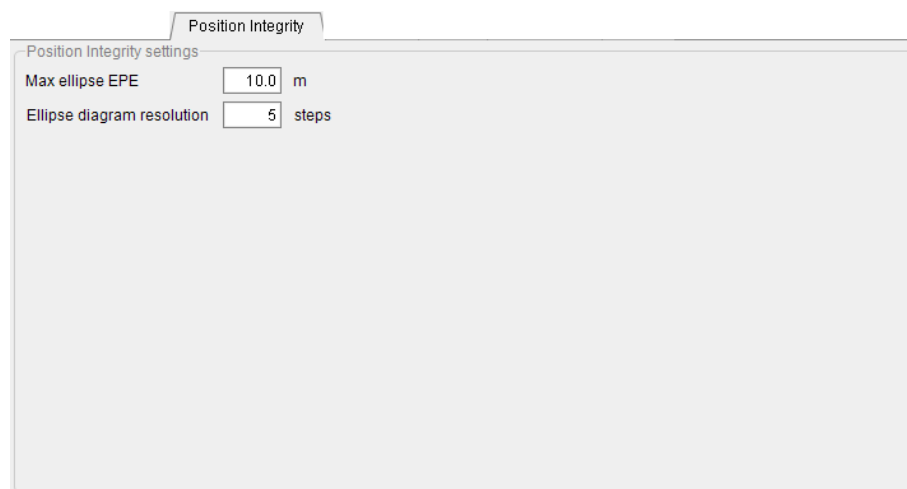 Position Integrity
Position Integrity settings
Max ellipse EPE 10.0 m
Ellipse diagram resolution 5 steps